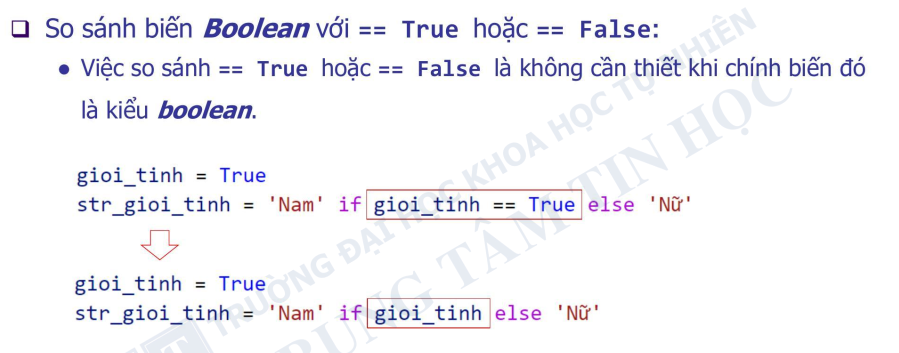 So sánh biến Boolean với == True hoặc == False:
Việc so sánh == True hoặc == False là không cần thiết khi chính biến đó
là kiểu boolean.
gioi_tinh = True
str_gioi_tinh = 'Nam' if gioi_tinh == True else 'Nữ'
gioi_tinh = True
str_gioi_tinh = 'Nam' if gioi_tinh else 'Nữ'
TRƯỜNG ĐẠI HỌC KHOA HỌC TỰ NHIÊN
TRUNG TÂM TIN HỌC